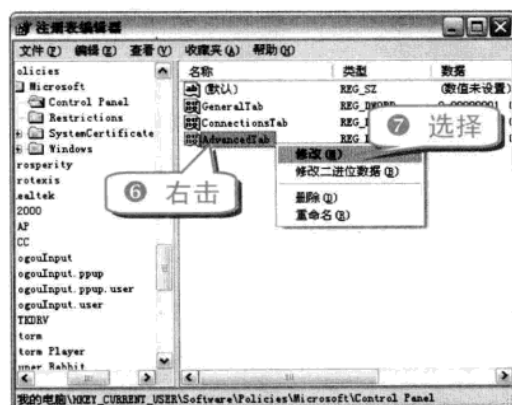 注册表编辑器
文件(F) 编辑(E) 查看(V) 收藏夹(A) 帮助(H)
olicies
Microsoft
Control Panel
Restrictions
SystemCertificate
Windows
rosperity
rotexis
ealtek
2000
AP
CC
ogouInput
ogouInput.ppup
ogouInput.ppup.user
ogouInput.user
TKDRV
torm
torm Player
uper Rabbit
名称 类型 数据
(默认) REG_SZ (数值未设置)
GeneralTab REG_DWORD
ConnectionsTab
AdvancedTab
⑥ 右击
⑦ 选择
修改(M)
修改二进位数据(B)
删除(D)
重命名(R)
我的电脑\HKEY_CURRENT_USER\Software\Policies\Microsoft\Control Panel